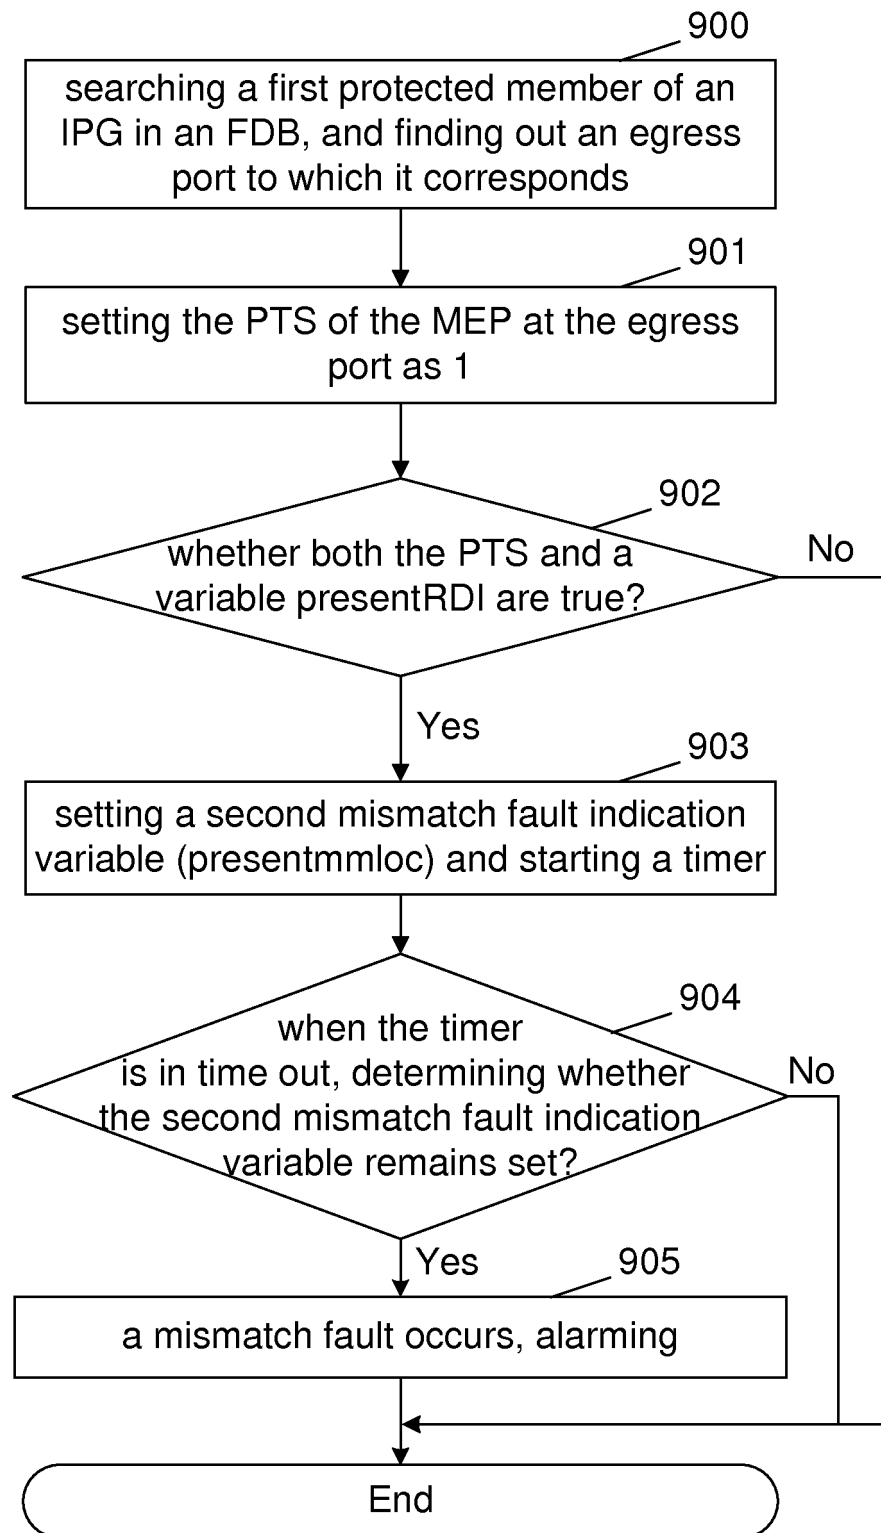 900
searching a first protected member of an
IPG in an FDB, and finding out an egress
port to which it corresponds
901
setting the PTS of the MEP at the egress
port as 1
902
whether both the PTS and a
variable presentRDI are true?
No
Yes
903
setting a second mismatch fault indication
variable (presentmmloc) and starting a timer
904
when the timer
is in time out, determining whether
the second mismatch fault indication
variable remains set?
No
Yes
905
a mismatch fault occurs, alarming
End